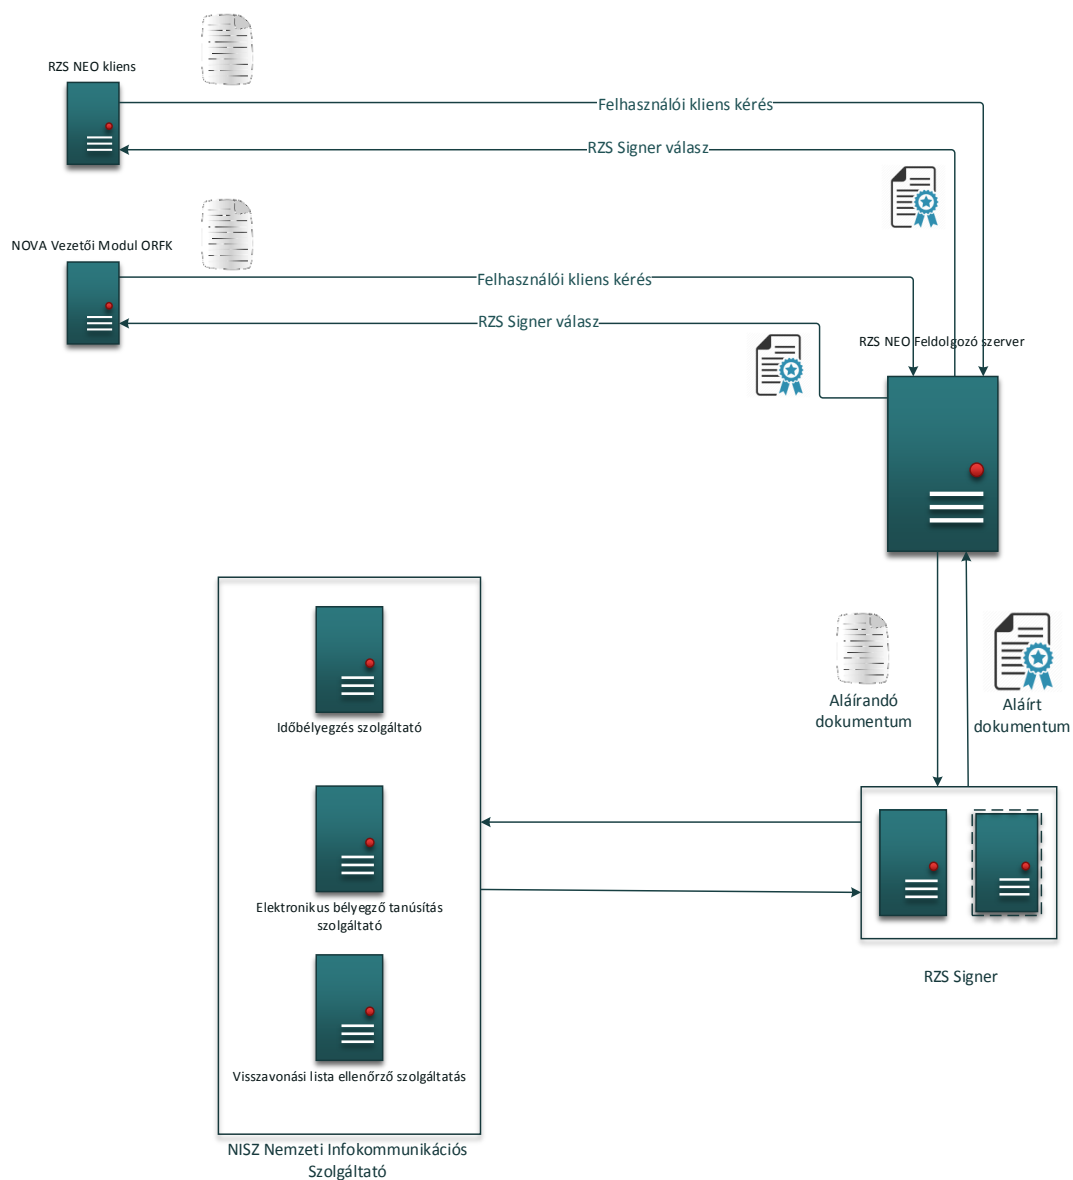 RZS NEO kliens
Felhasználói kliens kérés
RZS Signer válasz
NOVA Vezetői Modul ORFK
Felhasználói kliens kérés
RZS Signer válasz
RZS NEO Feldolgozó szerver
Aláírandó
dokumentum
Aláírt
dokumentum
Időbélyegzés szolgáltató
Elektronikus bélyegző tanúsítás
szolgáltató
RZS Signer
Visszavonási lista ellenőrző szolgáltatás
NISZ Nemzeti Infokommunikációs
Szolgáltató